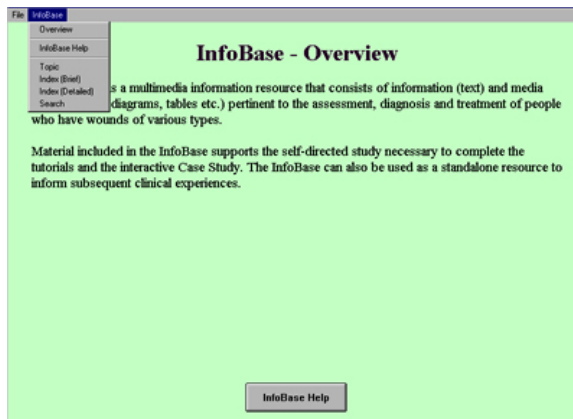 File InfoBase
Overview
InfoBase Help
Topic
Index (Brief)
Index (Detailed)
Search
InfoBase - Overview
s a multimedia information resource that consists of information (text) and media
diagrams, tables etc.) pertinent to the assessment, diagnosis and treatment of people
who have wounds of various types.
Material included in the InfoBase supports the self-directed study necessary to complete the
tutorials and the interactive Case Study. The InfoBase can also be used as a standalone resource to
inform subsequent clinical experiences.
InfoBase Help